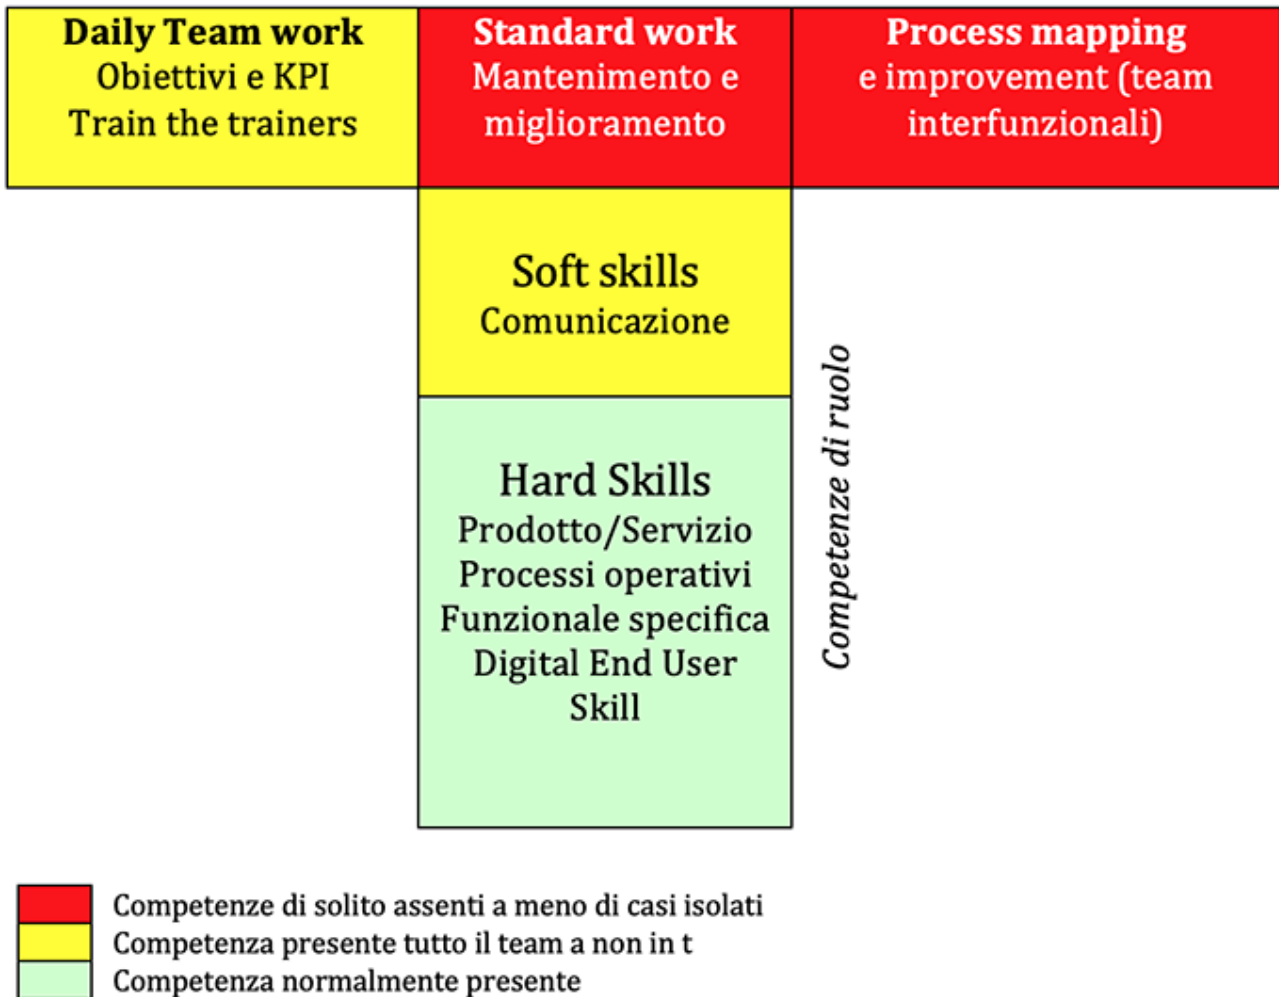 Daily Team work
Obiettivi e KPI
Train the trainers
Standard work
Mantenimento e
miglioramento
Process mapping
e improvement (team
interfunzionali)
Soft skills
Comunicazione
Hard Skills
Prodotto/Servizio
Processi operativi
Funzionale specifica
Digital End User
Skill
Competenze di ruolo
Competenze di solito assenti a meno di casi isolati
Competenza presente tutto il team a non in t
Competenza normalmente presente